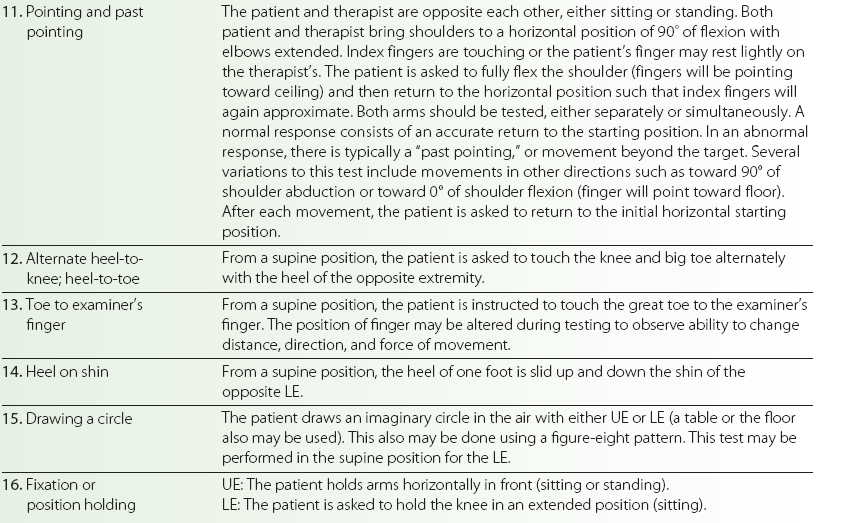 11. Pointing and past pointing
The patient and therapist are opposite each other, either sitting or standing. Both
patient and therapist bring shoulders to a horizontal position of 90° of flexion with
elbows extended. Index fingers are touching or the patient's finger may rest lightly on
the therapist's. The patient is asked to fully flex the shoulder (fingers will be pointing
toward ceiling) and then return to the horizontal position such that index fingers will
again approximate. Both arms should be tested, either separately or simultaneously. A
normal response consists of an accurate return to the starting position. In an abnormal
response, there is typically a “past pointing,” or movement beyond the target. Several
variations to this test include movements in other directions such as toward 90° of
shoulder abduction or toward 0° of shoulder flexion (finger will point toward floor).
After each movement, the patient is asked to return to the initial horizontal starting
position.
12. Alternate heel-to-
knee; heel-to-toe
From a supine position, the patient is asked to touch the knee and big toe alternately
with the heel of the opposite extremity.
13. Toe to examiner's
finger
From a supine position, the patient is instructed to touch the great toe to the examiner's
finger. The position of finger may be altered during testing to observe ability to change
distance, direction, and force of movement.
14. Heel on shin
From a supine position, the heel of one foot is slid up and down the shin of the
opposite LE.
15. Drawing a circle
The patient draws an imaginary circle in the air with either UE or LE (a table or the floor
also may be used). This also may be done using a figure-eight pattern. This test may be
performed in the supine position for the LE.
16. Fixation or
position holding
UE: The patient holds arms horizontally in front (sitting or standing).
LE: The patient is asked to hold the knee in an extended position (sitting).